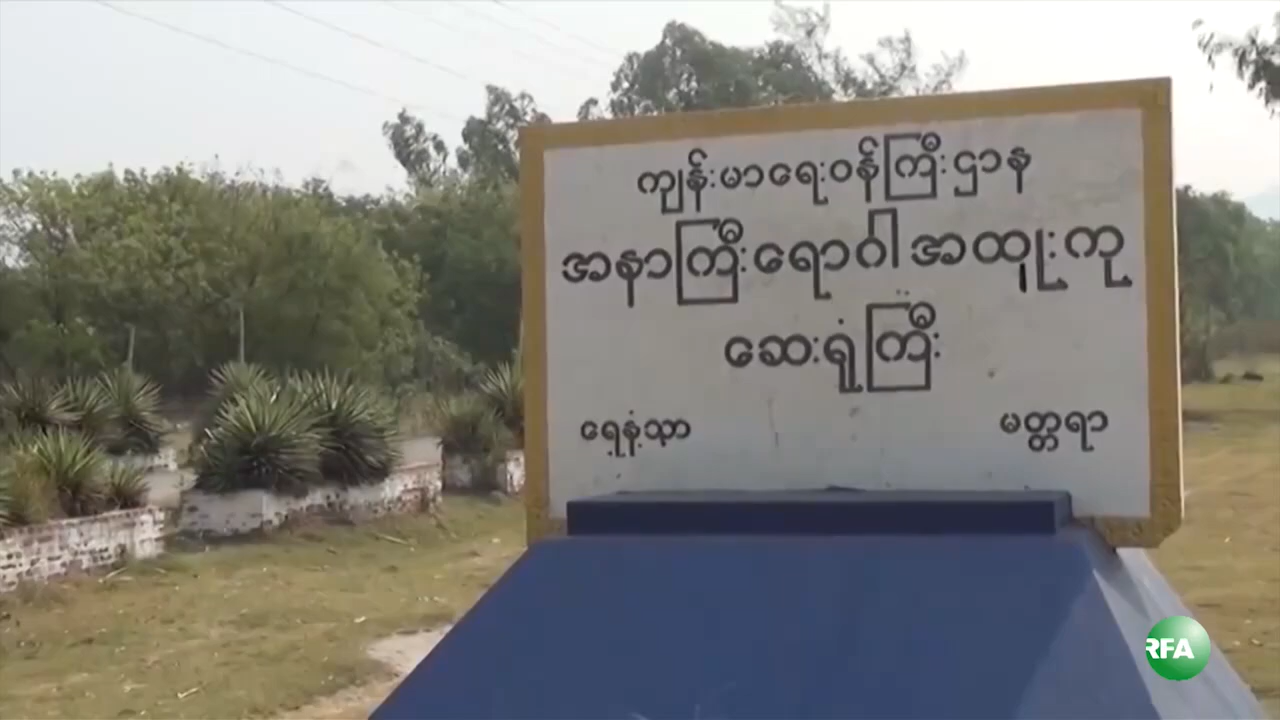 ကျန်းမာရေးဝန်ကြီးဌာန
အနာကြီးရောဂါ အထူးကု
ဆေးရုံကြီး
ရေနံ့သာ မတ္တရာ
RFA